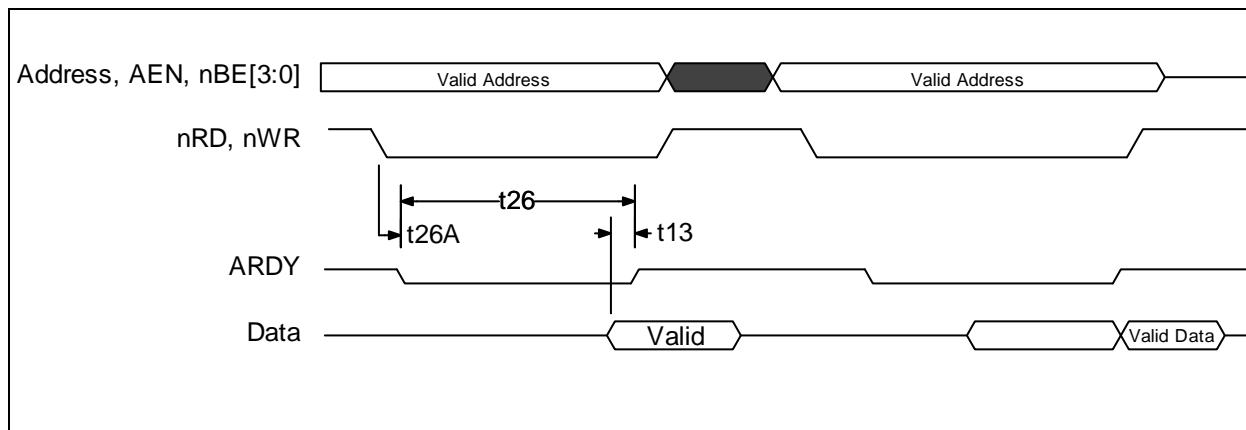 Address, AEN, nBE[3:0]
Valid Address
Valid Address
nRD, nWR
t26
t26A
t13
ARDY
Data
Valid
Valid Data